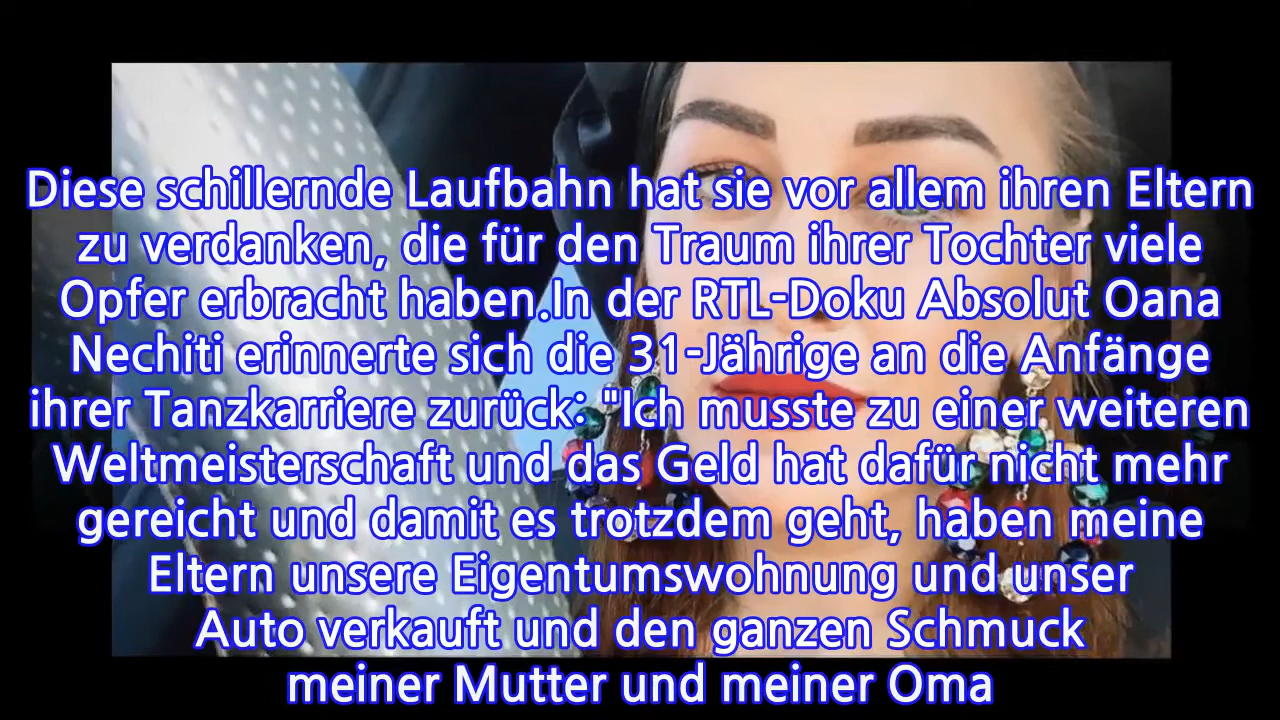 Diese schillernde Laufbahn hat sie vor allem ihren Eltern
zu verdanken, die für den Traum ihrer Tochter viele
Opfer erbracht haben.In der RTL-Doku Absolut Oana
Nechiti erinnerte sich die 31-Jährige an die Anfänge
ihrer Tanzkarriere zurück: "Ich musste zu einer weiteren
Weltmeisterschaft und das Geld hat dafür nicht mehr
gereicht und damit es trotzdem geht, haben meine
Eltern unsere Eigentumswohnung und unser
Auto verkauft und den ganzen Schmuck
meiner Mutter und meiner Oma